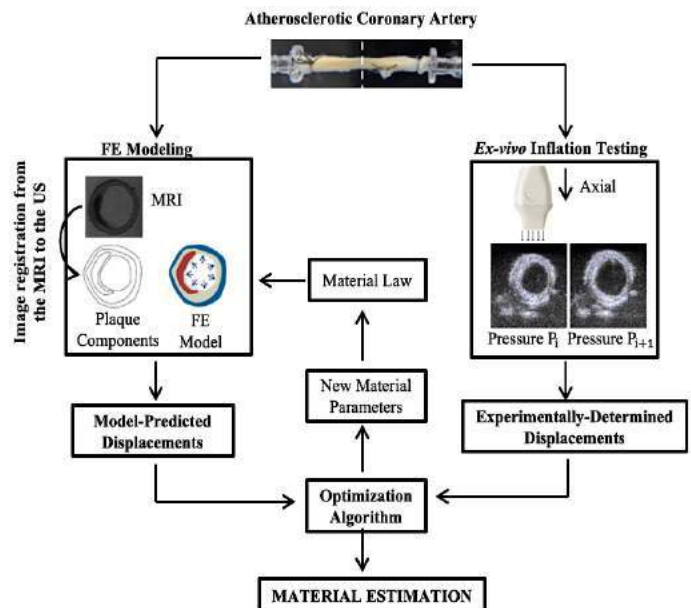 Atherosclerotic Coronary Artery
FE Modeling
Image registration from
the MRI to the US
MRI
Plaque
Components
FE
Model
Ex-vivo Inflation Testing
Axial
Pressure Pi
Pressure Pi+1
Material Law
New Material
Parameters
Model-Predicted
Displacements
Experimentally-Determined
Displacements
Optimization
Algorithm
MATERIAL ESTIMATION